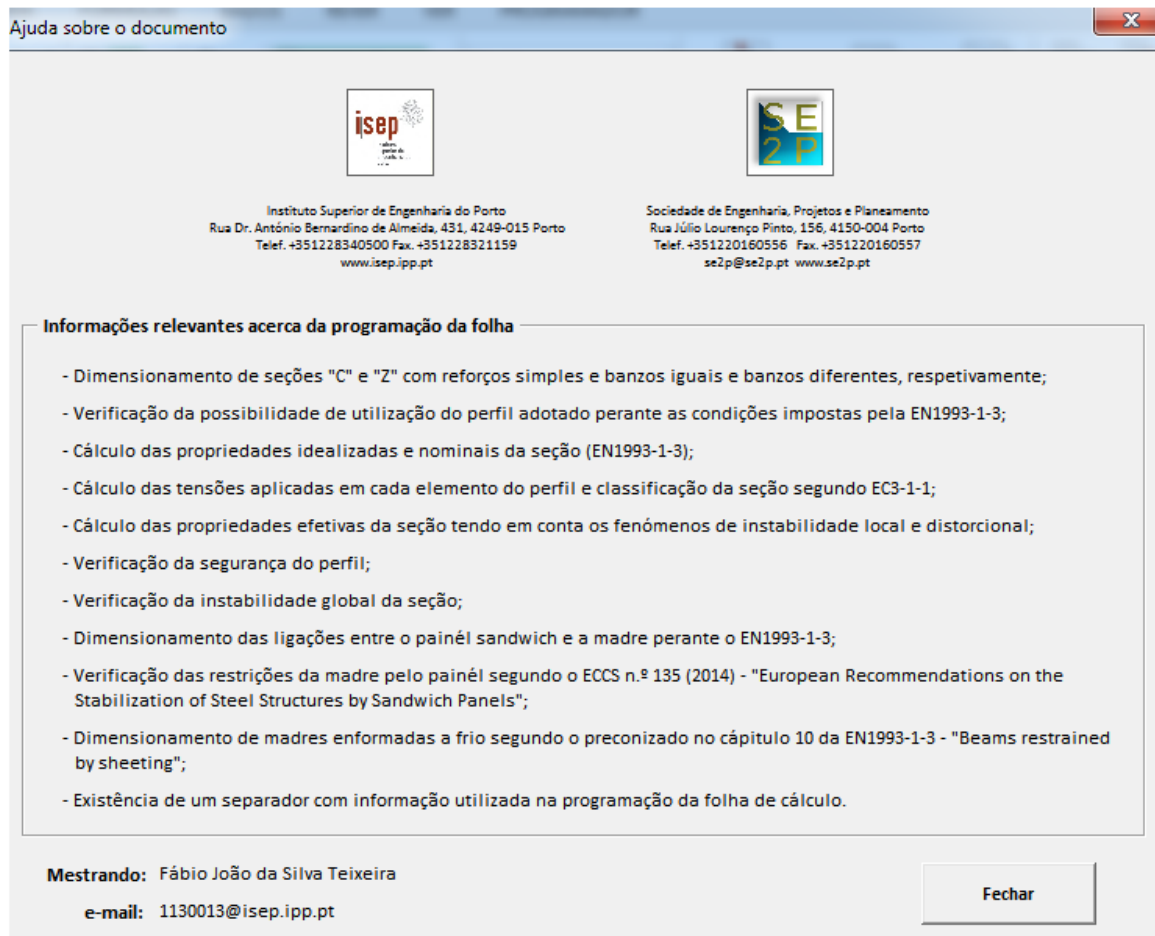 Ajuda sobre o documento
isep
SE
2P
Instituto Superior de Engenharia do Porto
Rua Dr. António Bernardino de Almeida, 431, 4249-015 Porto
Telef. +351228340500 Fax. +351228321159
www.isep.ipp.pt
Sociedade de Engenharia, Projetos e Planeamento
Rua Júlio Lourenço Pinto, 156, 4150-004 Porto
Telef. +351220160556 Fax. +351220160557
se2p@se2p.pt www.se2p.pt
Informações relevantes acerca da programação da folha
- Dimensionamento de seções "C" e "Z" com reforços simples e banzos iguais e banzos diferentes, respetivamente;
- Verificação da possibilidade de utilização do perfil adotado perante as condições impostas pela EN1993-1-3;
- Cálculo das propriedades idealizadas e nominais da seção (EN1993-1-3);
- Cálculo das tensões aplicadas em cada elemento do perfil e classificação da seção segundo EC3-1-1;
- Cálculo das propriedades efetivas da seção tendo em conta os fenómenos de instabilidade local e distorcional;
- Verificação da segurança do perfil;
- Verificação da instabilidade global da seção;
- Dimensionamento das ligações entre o painél sandwich e a madre perante o EN1993-1-3;
- Verificação das restrições da madre pelo painél segundo o ECCS n.º 135 (2014) - "European Recommendations on the
Stabilization of Steel Structures by Sandwich Panels";
- Dimensionamento de madres enformadas a frio segundo o preconizado no cápitulo 10 da EN1993-1-3 - "Beams restrained
by sheeting";
- Existência de um separador com informação utilizada na programação da folha de cálculo.
Mestrando: Fábio João da Silva Teixeira
e-mail: 1130013@isep.ipp.pt
Fechar